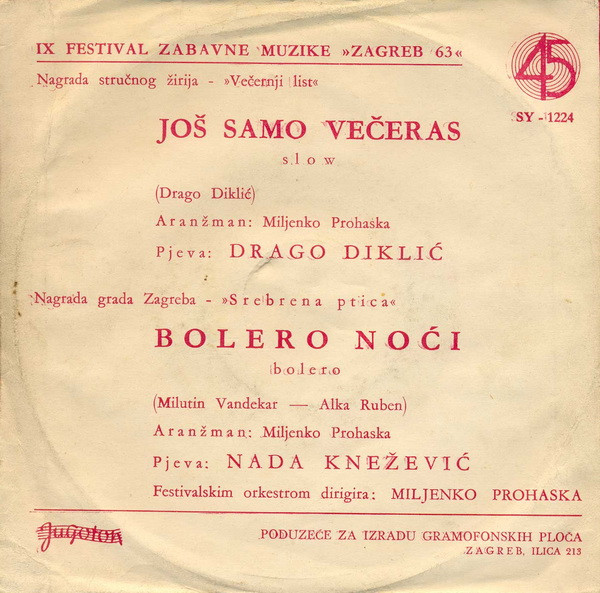 IX FESTIVAL ZABAVNE MUZIKE »ZAGREB 63«
45
Nagrada stručnog žirija - »Večernji list«
SY - 1224
JOŠ SAMO VEČERAS
slow
(Drago Diklić)
Aranžman: Miljenko Prohaska
Pjeva: DRAGO DIKLIĆ
Nagrada grada Zagreba - »Srebrena ptica«
BOLERO NOĆI
bolero
(Milutin Vandekar — Alka Ruben)
Aranžman: Miljenko Prohaska
Pjeva: NADA KNEŽEVIĆ
Festivalskim orkestrom dirigira: MILJENKO PROHASKA
Jugoton
PODUZEĆE ZA IZRADU GRAMOFONSKIH PLOČA
ZAGREB, ILICA 213